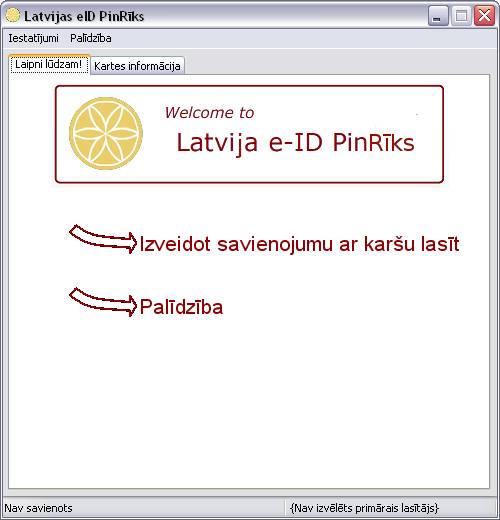 Latvijas eID PinRīks
Iestatījumi Palīdzība
Laipni lūdzam! Kartes informācija
Welcome to
Latvija e-ID PinRīks
Izveidot savienojumu ar karšu lasīt
Palīdzība
Nav savienots {Nav izvēlēts primārais lasītājs}